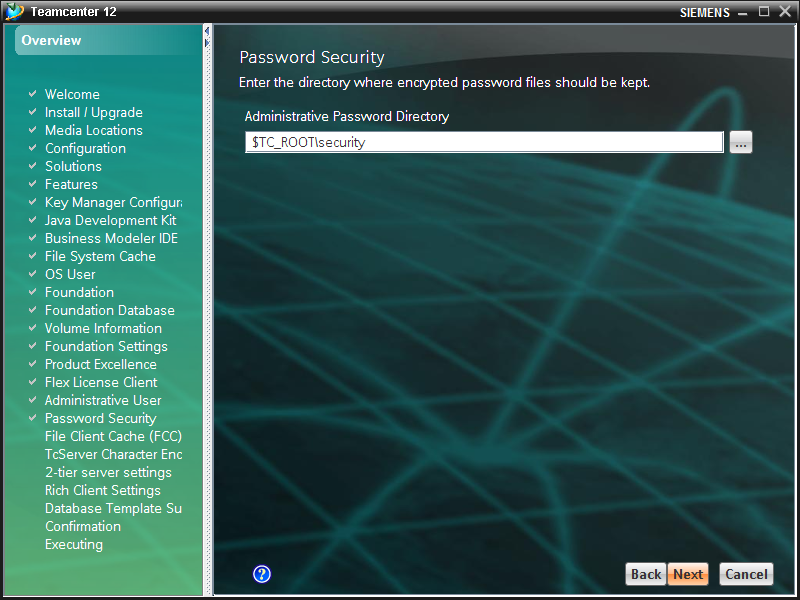 Teamcenter 12
SIEMENS
Overview
Welcome
Install / Upgrade
Media Locations
Configuration
Solutions
Features
Key Manager Configura
Java Development Kit
Business Modeler IDE
File System Cache
OS User
Foundation
Foundation Database
Volume Information
Foundation Settings
Product Excellence
Flex License Client
Administrative User
Password Security
File Client Cache (FCC)
TcServer Character Enc
2-tier server settings
Rich Client Settings
Database Template Su
Confirmation
Executing
Password Security
Enter the directory where encrypted password files should be kept.
Administrative Password Directory
$TC_ROOT\security
...
?
Back Next Cancel